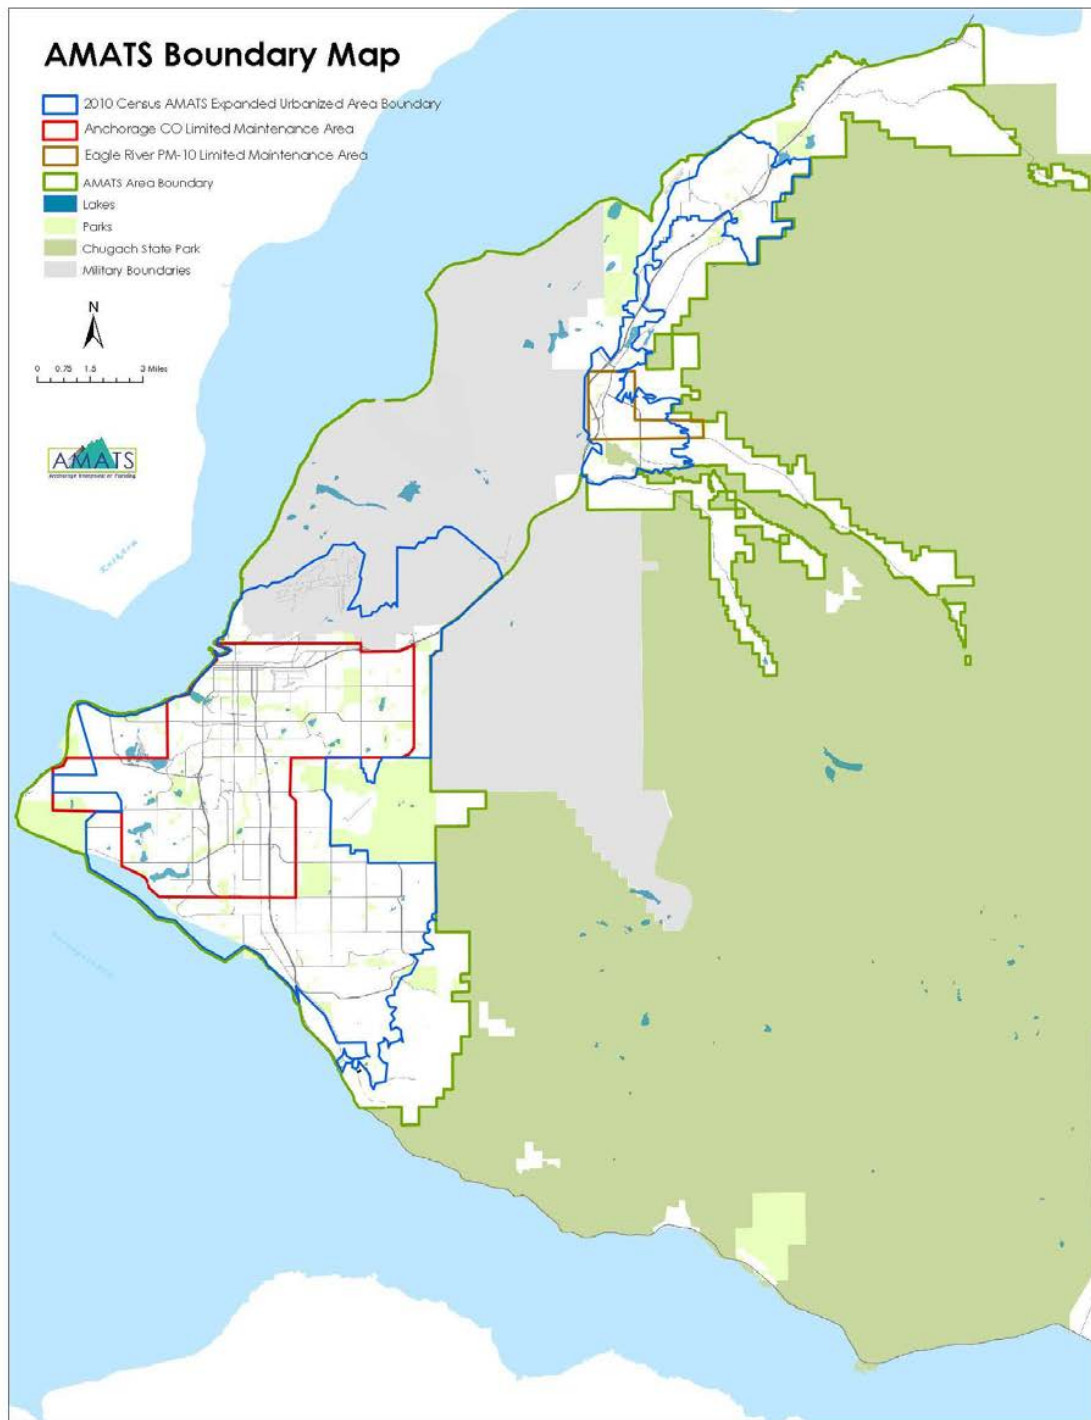 AMATS Boundary Map
2010 Census AMATS Expanded Urbanized Area Boundary
Anchorage CO Limited Maintenance Area
Eagle River PM-10 Limited Maintenance Area
AMATS Area Boundary
Lakes
Parks
Chugach State Park
Military Boundaries
N
0 0.75 1.5 3 Miles
AMATS